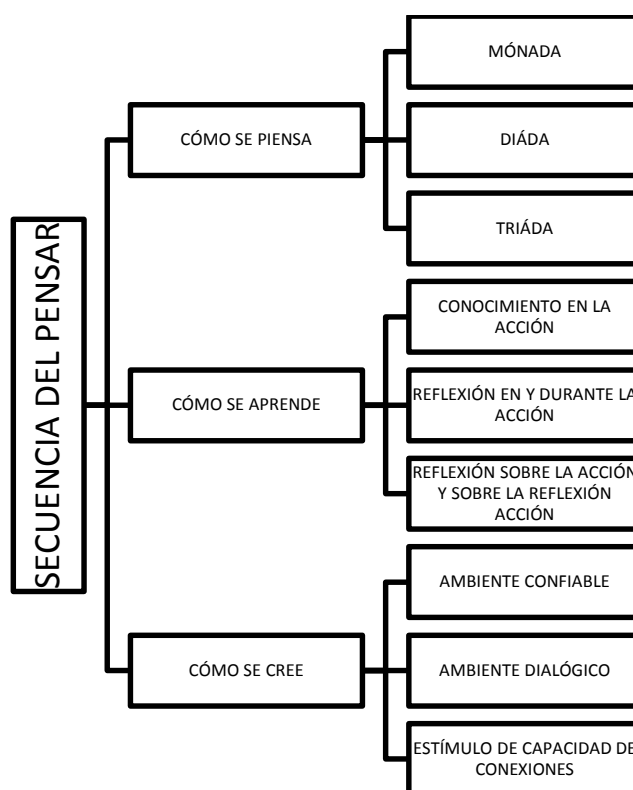 SECUENCIA DEL PENSAR
CÓMO SE PIENSA
MÓNADA
DIÁDA
TRIÁDA
CÓMO SE APRENDE
CONOCIMIENTO EN LA
ACCIÓN
REFLEXIÓN EN Y DURANTE LA
ACCIÓN
REFLEXIÓN SOBRE LA ACCIÓN
Y SOBRE LA REFLEXIÓN
ACCIÓN
CÓMO SE CREE
AMBIENTE CONFIABLE
AMBIENTE DIALÓGICO
ESTÍMULO DE CAPACIDAD DE
CONEXIONES